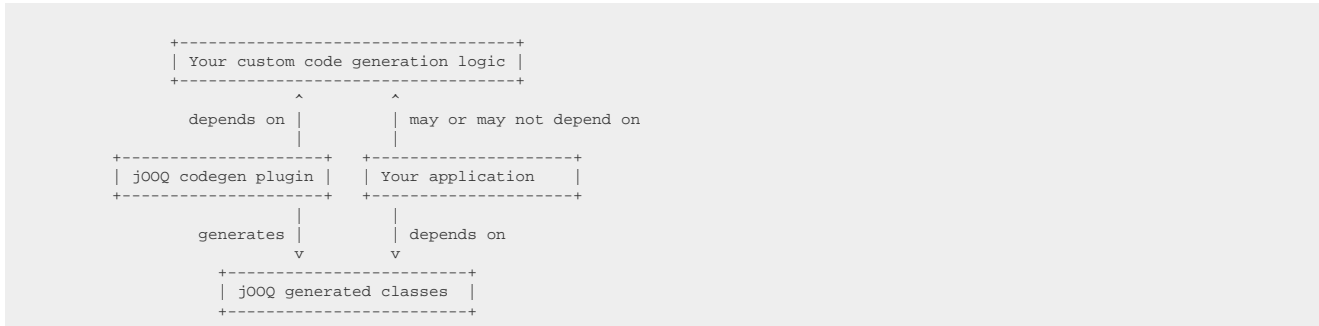 +-----------------------------------+
| Your custom code generation logic |
+-----------------------------------+
^ ^
depends on | | may or may not depend on
| |
+---------------------+ +---------------------+
| jOOQ codegen plugin | | Your application |
+---------------------+ +---------------------+
| |
generates | | depends on
v v
+-------------------------+
| jOOQ generated classes |
+-------------------------+